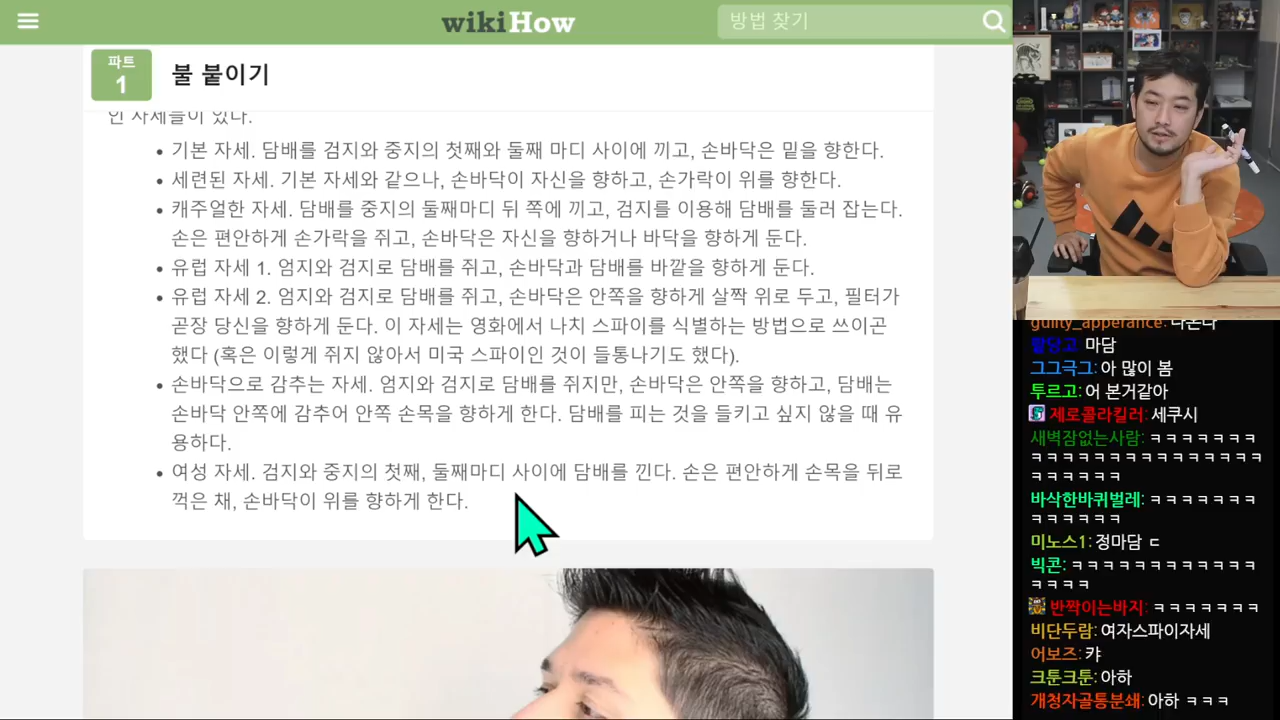 wikiHow
방법 찾기
파트
1
불 붙이기
인 자세들이 있다.
기본 자세. 담배를 검지와 중지의 첫째와 둘째 마디 사이에 끼고, 손바닥은 밑을 향한다.
세련된 자세. 기본 자세와 같으나, 손바닥이 자신을 향하고, 손가락이 위를 향한다.
캐주얼한 자세. 담배를 중지의 둘째마디 뒤 쪽에 끼고, 검지를 이용해 담배를 둘러 잡는다.
손은 편안하게 손가락을 쥐고, 손바닥은 자신을 향하거나 바닥을 향하게 둔다.
유럽 자세 1. 엄지와 검지로 담배를 쥐고, 손바닥과 담배를 바깥을 향하게 둔다.
유럽 자세 2. 엄지와 검지로 담배를 쥐고, 손바닥은 안쪽을 향하게 살짝 위로 두고, 필터가
곧장 당신을 향하게 둔다. 이 자세는 영화에서 나치 스파이를 식별하는 방법으로 쓰이곤
했다 (혹은 이렇게 쥐지 않아서 미국 스파이인 것이 들통나기도 했다).
손바닥으로 감추는 자세. 엄지와 검지로 담배를 쥐지만, 손바닥은 안쪽을 향하고, 담배는
손바닥 안쪽에 감추어 안쪽 손목을 향하게 한다. 담배를 피는 것을 들키고 싶지 않을 때 유
용하다.
여성 자세. 검지와 중지의 첫째, 둘째마디 사이에 담배를 낀다. 손은 편안하게 손목을 뒤로
꺽은 채, 손바닥이 위를 향하게 한다.
guilty_apperance: 나온다
팥당고: 마담
그그극그: 아 많이 봄
투르고: 어 본거같아
제로콜라킬러: 세쿠시
새벽잠없는사람: ㅋㅋㅋㅋㅋㅋㅋ
ㅋㅋㅋㅋㅋㅋㅋㅋㅋㅋㅋㅋㅋㅋㅋ
ㅋㅋㅋㅋㅋㅋ
바삭한바퀴벌레: ㅋㅋㅋㅋㅋㅋㅋ
ㅋㅋㅋㅋㅋㅋ
미노스1: 정마담 ㄷ
빅콘: ㅋㅋㅋㅋㅋㅋㅋㅋㅋㅋㅋㅋ
ㅋㅋㅋㅋ
반짝이는바지: ㅋㅋㅋㅋㅋㅋㅋ
비단두람: 여자스파이자세
어보즈: 캬
크툰크툰: 아하
개청자골통분쇄: 아하 ㅋㅋㅋ